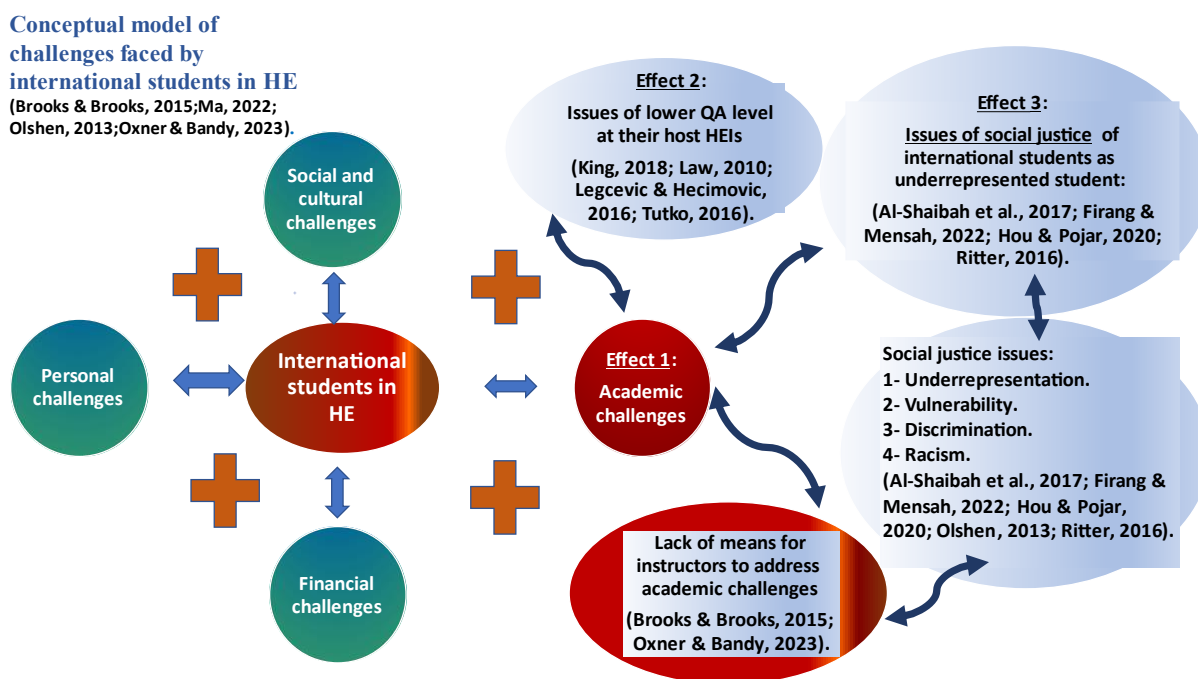 Conceptual model of
challenges faced by
international students in HE
(Brooks & Brooks, 2015;Ma, 2022;
Olshen, 2013;Oxner & Bandy, 2023).
Social and
cultural
challenges
Personal
challenges
International
students in
HE
Financial
challenges
Effect 1:
Academic
challenges
Effect 2:
Issues of lower QA level
at their host HEIs
(King, 2018; Law, 2010;
Legcevic & Hecimovic,
2016; Tutko, 2016).
Effect 3:
Issues of social justice of
international students as
underrepresented student:
(Al-Shaibah et al., 2017; Firang &
Mensah, 2022; Hou & Pojar, 2020;
Ritter, 2016).
Social justice issues:
1- Underrepresentation.
2- Vulnerability.
3- Discrimination.
4- Racism.
(Al-Shaibah et al., 2017; Firang &
Mensah, 2022; Hou & Pojar,
2020; Olshen, 2013; Ritter, 2016).
Lack of means for
instructors to address
academic challenges
(Brooks & Brooks, 2015;
Oxner & Bandy, 2023).